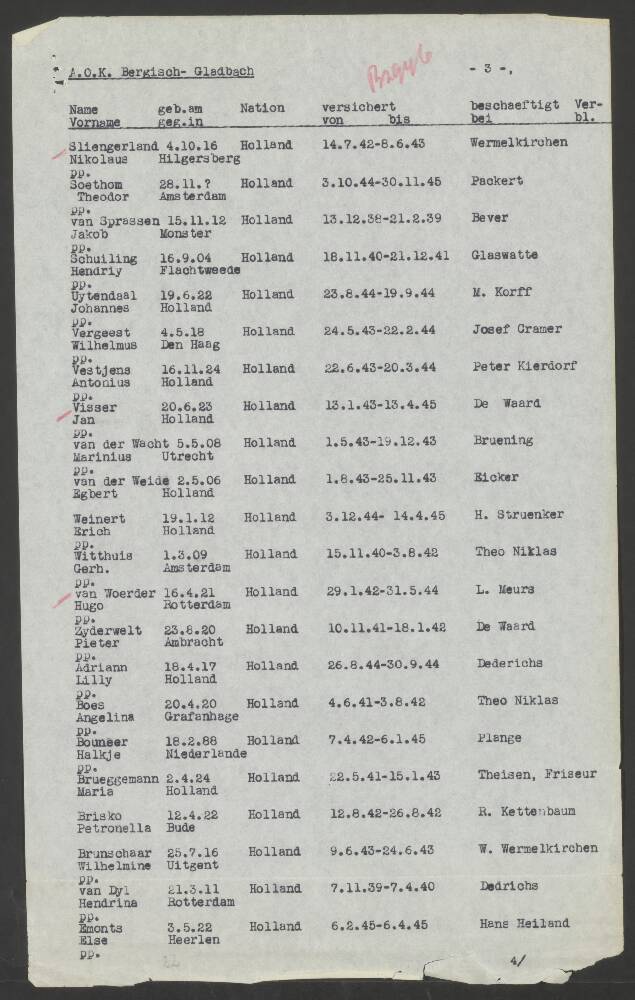 A.O.K. Bergisch- Gladbach - 3 -,
Name geb.am Nation versichert beschaeftigt Ver-
Vorname geg.in von bis bei bl.
Sliengerland 4.10.16 Holland 14.7.42-8.6.43 Wermelkirchen
Nikolaus Hilgersberg
pp.
Soethom 28.11.? Holland 3.10.44-30.11.45 Packert
Theodor Amsterdam
pp.
van Sprassen 15.11.12 Holland 13.12.38-21.2.39 Bever
Jakob Monster
pp.
Schuiling 16.9.04 Holland 18.11.40-21.12.41 Glaswatte
Hendriy Flachtweede
pp.
Uytendaal 19.6.22 Holland 23.8.44-19.9.44 M. Korff
Johannes Holland
pp.
Vergeest 4.5.18 Holland 24.5.43-22.2.44 Josef Cramer
Wilhelmus Den Haag
pp.
Vestjens 16.11.24 Holland 22.6.43-20.3.44 Peter Kierdorf
Antonius Holland
pp.
Visser 20.6.23 Holland 13.1.43-13.4.45 De Waard
Jan Holland
pp.
van der Wacht 5.5.08 Holland 1.5.43-19.12.43 Bruening
Marinius Utrecht
pp.
van der Weide 2.5.06 Holland 1.8.43-25.11.43 Eicker
Egbert Holland
Weinert 19.1.12 Holland 3.12.44- 14.4.45 H. Struenker
Erich Holland
pp.
Witthuis 1.3.09 Holland 15.11.40-3.8.42 Theo Niklas
Gerh. Amsterdam
pp.
van Woerder 16.4.21 Holland 29.1.42-31.5.44 L. Meurs
Hugo Rotterdam
pp.
Zyderwelt 23.8.20 Holland 10.11.41-18.1.42 De Waard
Pieter Ambracht
pp.
Adriann 18.4.17 Holland 26.8.44-30.9.44 Dederichs
Lilly Holland
pp.
Boes 20.4.20 Holland 4.6.41-3.8.42 Theo Niklas
Angelina Grafanhage
pp.
Bouneer 18.2.88 Holland 7.4.42-6.1.45 Plange
Halkje Niederlande
pp.
Brueggemann 2.4.24 Holland 22.5.41-15.1.43 Theisen, Friseur
Maria Holland
Brisko 12.4.22 Holland 12.8.42-26.8.42 R. Kettenbaum
Petronella Bude
Brunschaar 25.7.16 Holland 9.6.43-24.6.43 W. Wermelkirchen
Wilhelmine Uitgent
pp.
van Dyl 21.3.11 Holland 7.11.39-7.4.40 Dedrichs
Hendrina Rotterdam
pp.
Emonts 3.5.22 Holland 6.2.45-6.4.45 Hans Heiland
Else Heerlen
pp.
4/